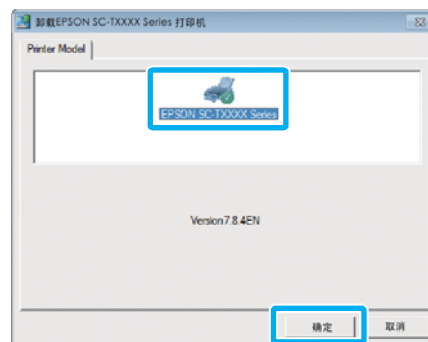 卸载EPSON SC-TXXXX Series 打印机
Printer Model
EPSON SC-TXXXX Series
Version7.8.4EN
确定
取消